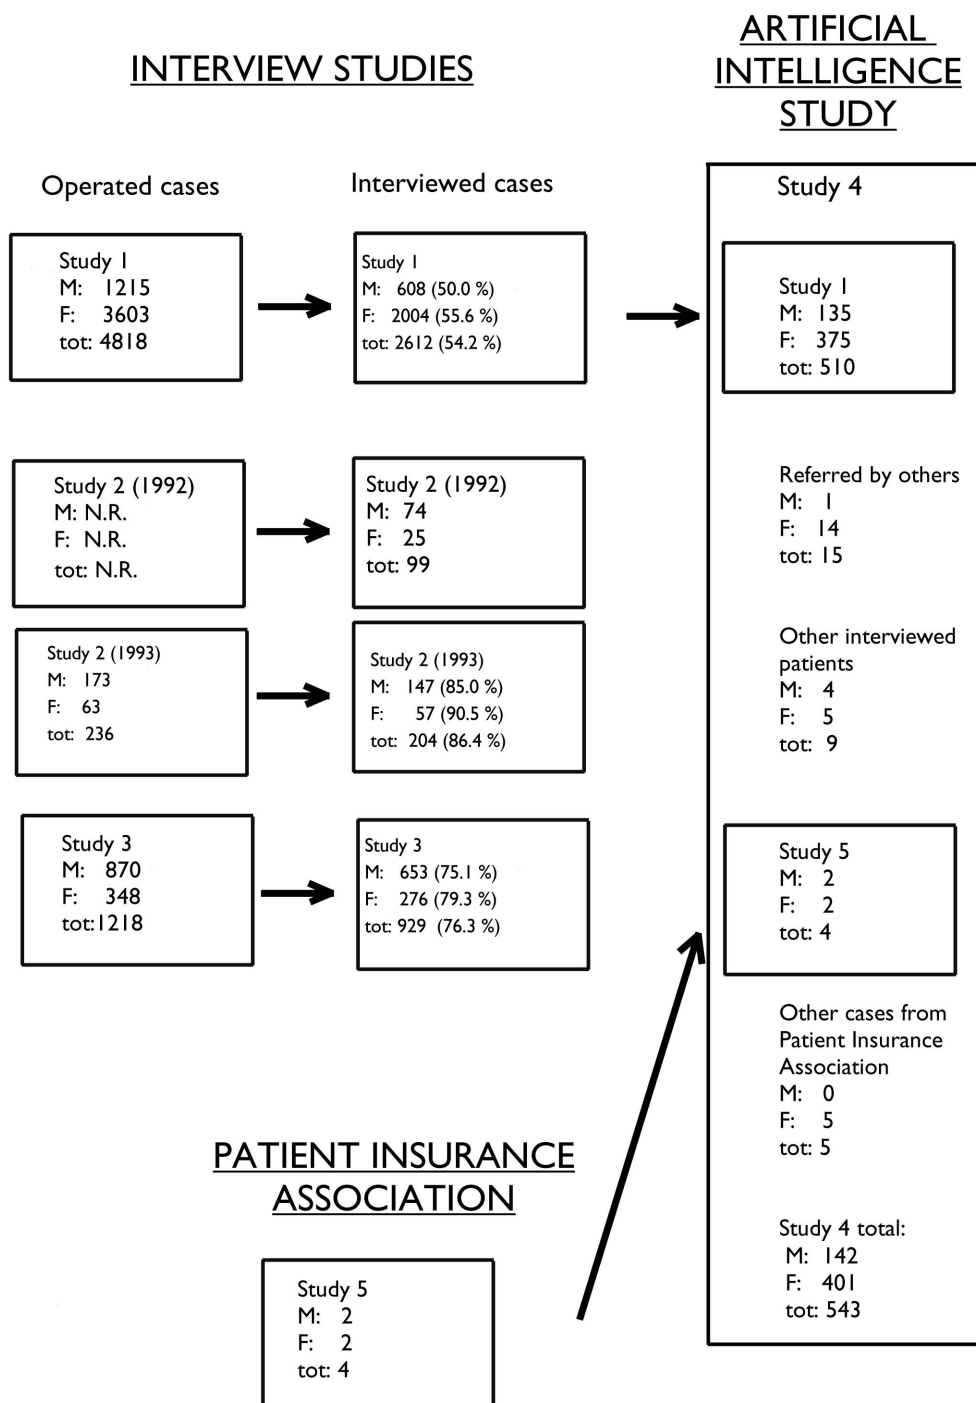 INTERVIEW STUDIES
ARTIFICIAL
INTELLIGENCE
STUDY
Operated cases
Interviewed cases
Study 4
Study 1
M: 1215
F: 3603
tot: 4818
Study 1
M: 608 (50.0 %)
F: 2004 (55.6 %)
tot: 2612 (54.2 %)
Study 1
M: 135
F: 375
tot: 510
Study 2 (1992)
M: N.R.
F: N.R.
tot: N.R.
Study 2 (1992)
M: 74
F: 25
tot: 99
Referred by others
M: 1
F: 14
tot: 15
Study 2 (1993)
M: 173
F: 63
tot: 236
Study 2 (1993)
M: 147 (85.0 %)
F: 57 (90.5 %)
tot: 204 (86.4 %)
Other interviewed
patients
M: 4
F: 5
tot: 9
Study 3
M: 870
F: 348
tot:1218
Study 3
M: 653 (75.1 %)
F: 276 (79.3 %)
tot: 929 (76.3 %)
Study 5
M: 2
F: 2
tot: 4
Other cases from
Patient Insurance
Association
M: 0
F: 5
tot: 5
Study 4 total:
M: 142
F: 401
tot: 543
PATIENT INSURANCE
ASSOCIATION
Study 5
M: 2
F: 2
tot: 4